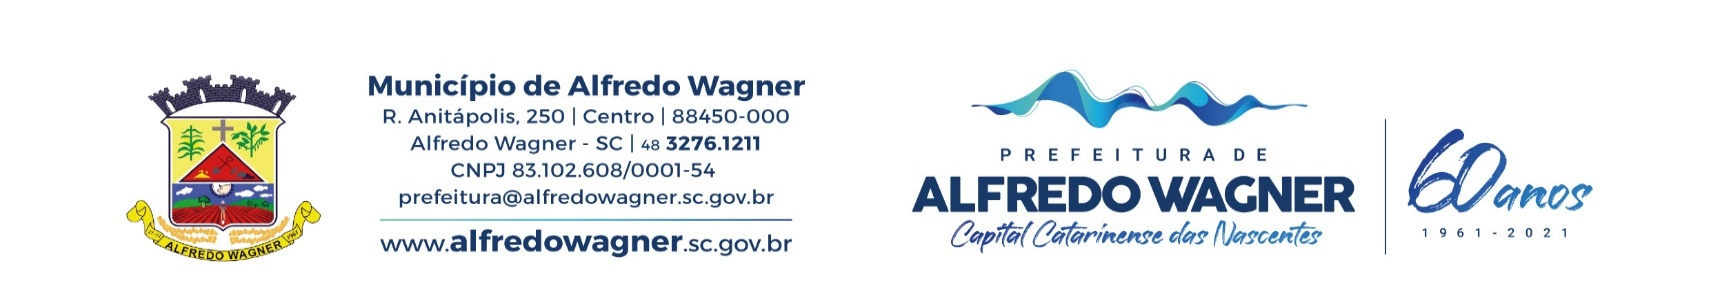 Município de Alfredo Wagner
R. Anitápolis, 250 | Centro | 88450-000
Alfredo Wagner - SC | 48 3276.1211
CNPJ 83.102.608/0001-54
prefeitura@alfredowagner.sc.gov.br
www.alfredowagner.sc.gov.br
ALFREDO WAGNER
PREFEITURA DE
ALFREDO WAGNER
Capital Catarinense das Nascentes
60 anos
1961-2021